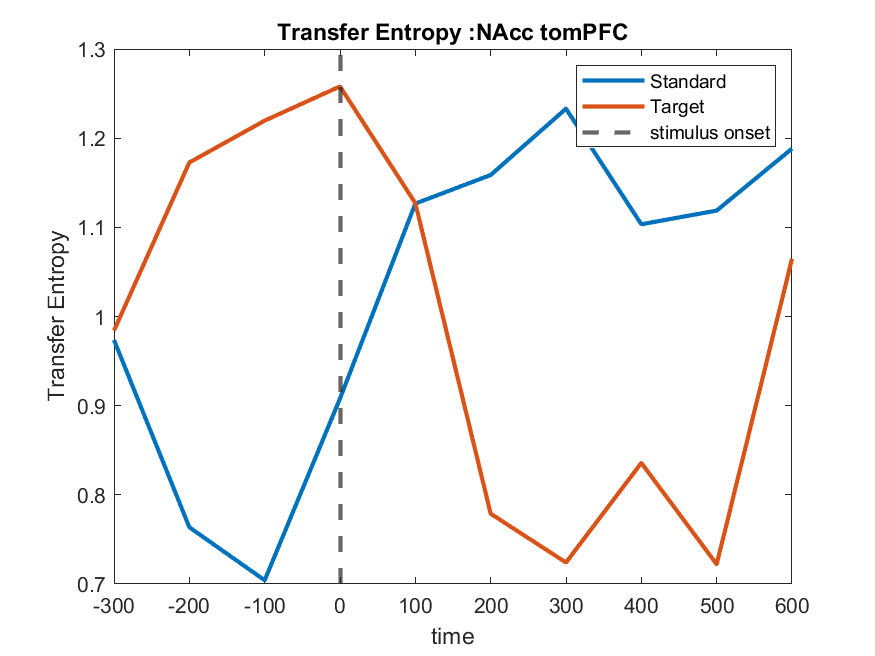 Transfer Entropy :NAcc tomPFC
Standard
Target
stimulus onset
Transfer Entropy
1.3
1.2
1.1
1
0.9
0.8
0.7
-300 -200 -100 0 100 200 300 400 500 600
time